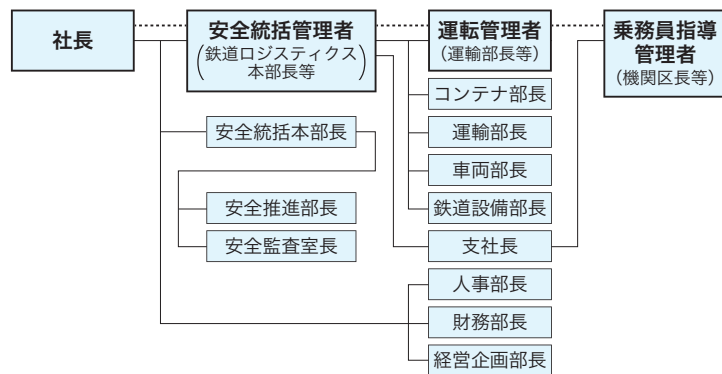 社長
安全統括管理者
(鉄道ロジスティクス
本部長等)
運転管理者
(運輸部長等)
乗務員指導
管理者
(機関区長等)
コンテナ部長
安全統括本部長
運輸部長
車両部長
安全推進部長
鉄道設備部長
安全監査室長
支社長
人事部長
財務部長
経営企画部長